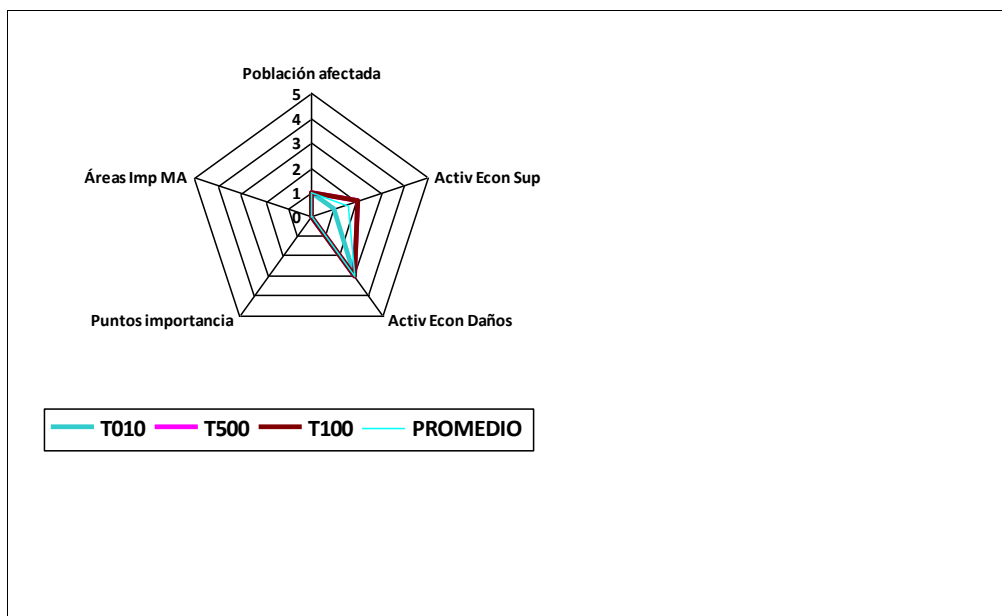 Población afectada
5
4
3
2
1
0
Áreas Imp MA
Activ Econ Sup
Puntos importancia
Activ Econ Daños
T010 T500 T100 PROMEDIO